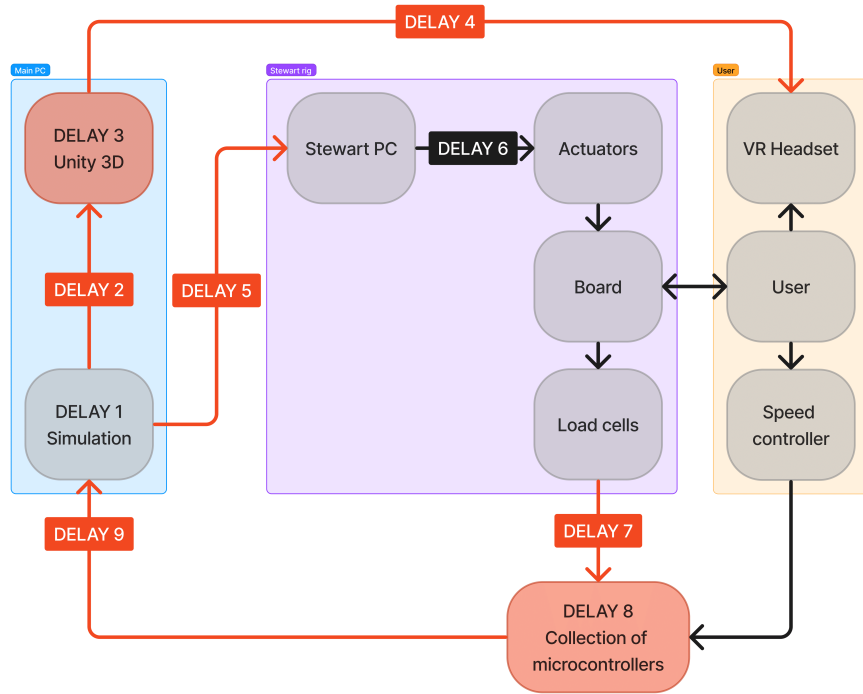 DELAY 4
Main PC
Stewart rig
User
DELAY 3
Unity 3D
Stewart PC
DELAY 6
Actuators
VR Headset
DELAY 2
DELAY 5
Board
User
DELAY 1
Simulation
Load cells
Speed
controller
DELAY 9
DELAY 7
DELAY 8
Collection of
microcontrollers